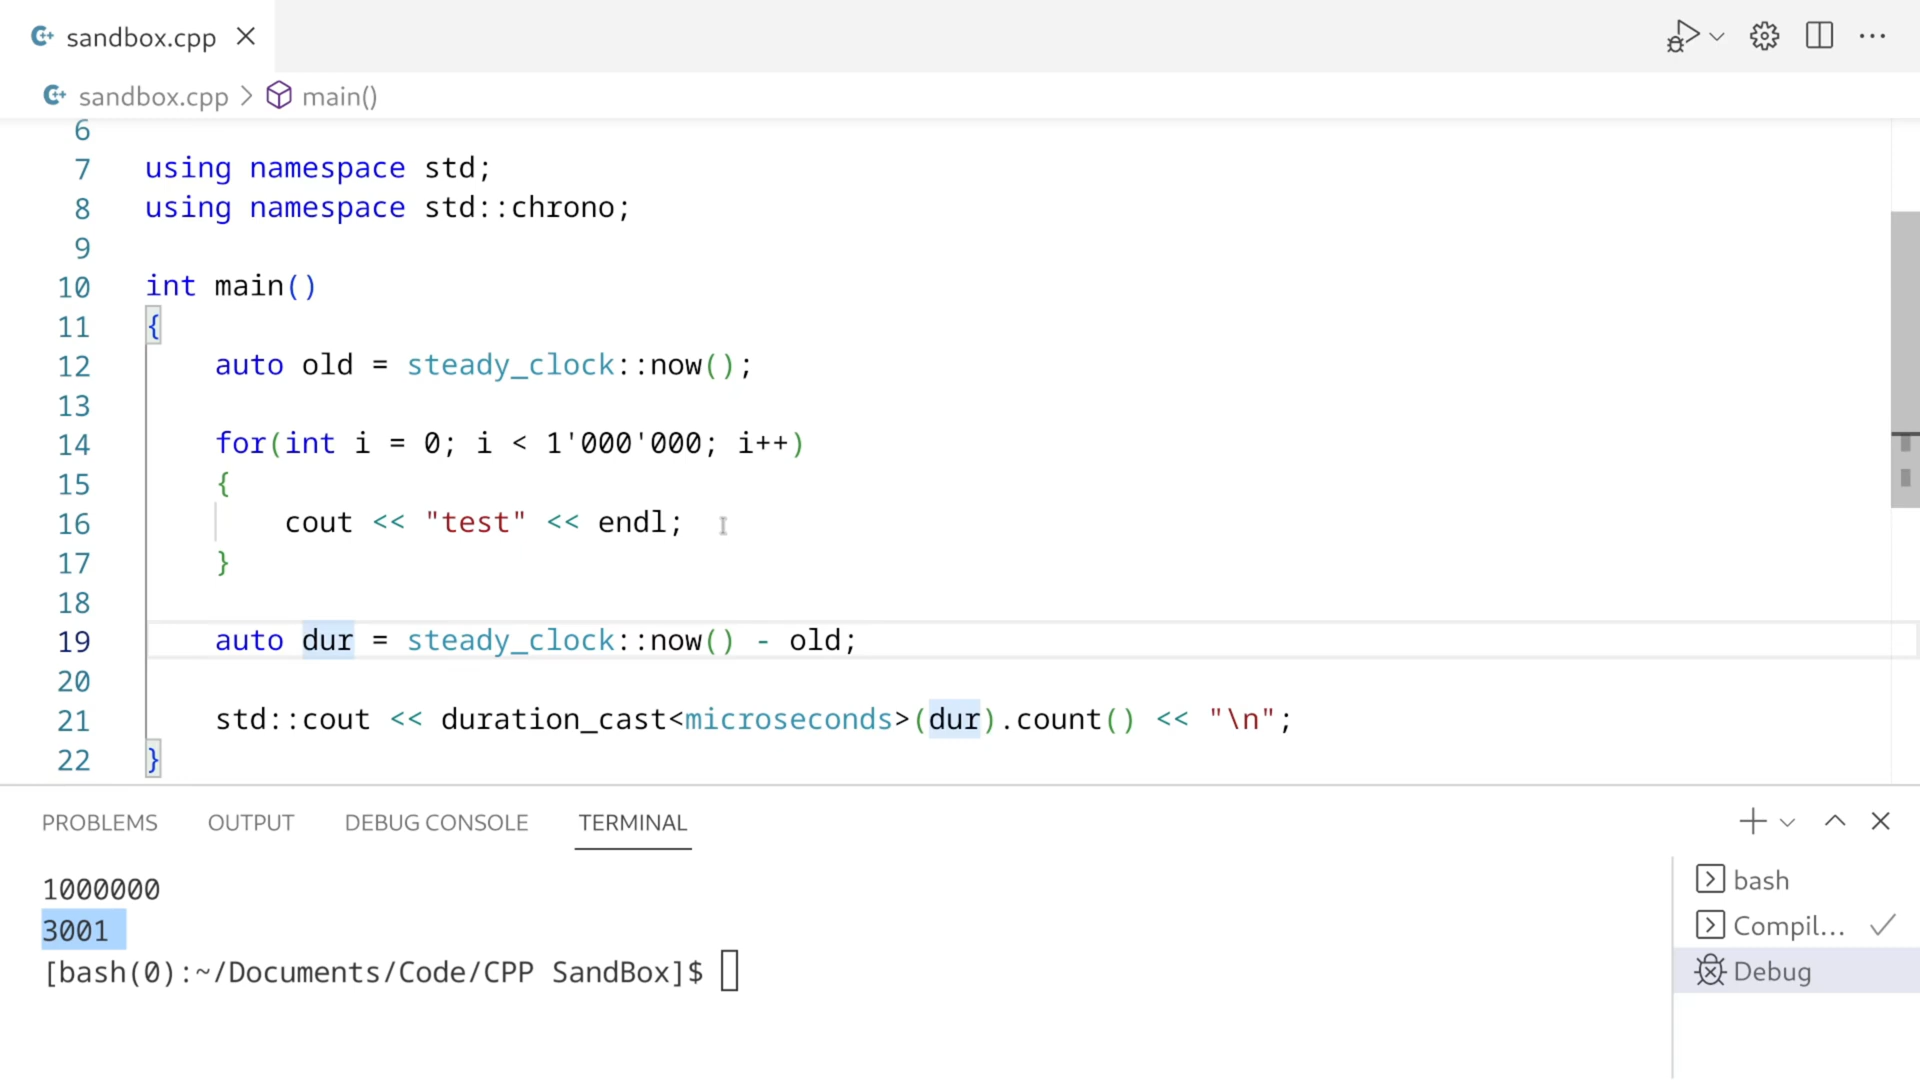 sandbox.cpp
sandbox.cpp > main()
6
7 using namespace std;
8 using namespace std::chrono;
9
10 int main()
11 {
12     auto old = steady_clock::now();
13
14     for(int i = 0; i < 1'000'000; i++)
15     {
16         cout << "test" << endl;
17     }
18
19     auto dur = steady_clock::now() - old;
20
21     std::cout << duration_cast<microseconds>(dur).count() << "\n";
22 }
PROBLEMS OUTPUT DEBUG CONSOLE TERMINAL
1000000
3001
[bash(0):~/Documents/Code/CPP SandBox]$
bash
Compil...
Debug